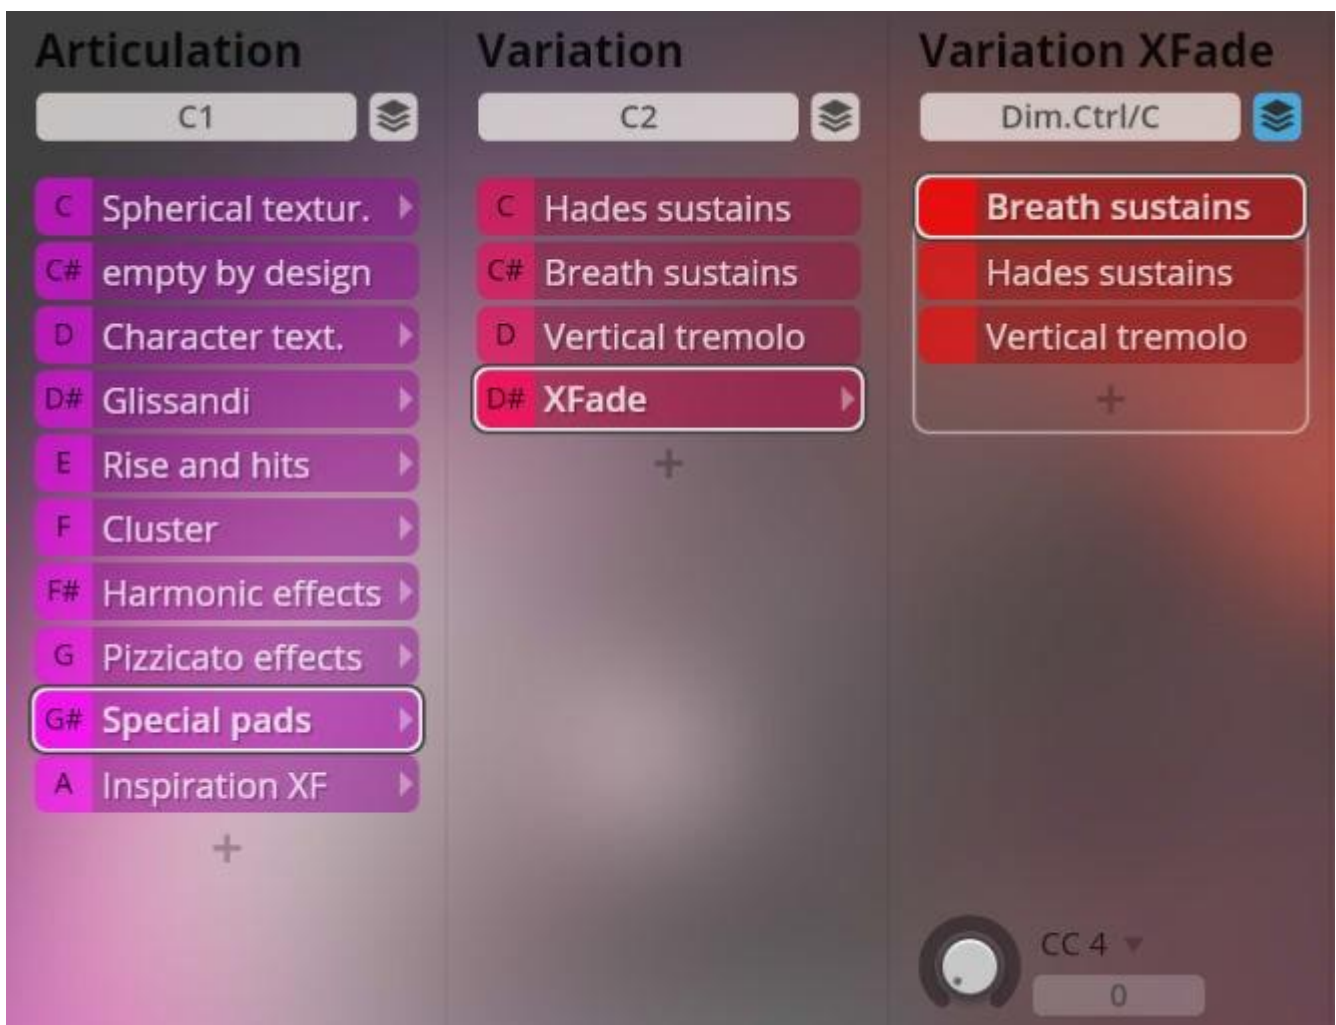 Articulation
C1
C Spherical textur.
C# empty by design
D Character text.
D# Glissandi
E Rise and hits
F Cluster
F# Harmonic effects
G Pizzicato effects
G# Special pads
A Inspiration XF
+
Variation
C2
C Hades sustains
C# Breath sustains
D Vertical tremolo
D# XFade
+
Variation XFade
Dim.Ctrl/C
Breath sustains
Hades sustains
Vertical tremolo
+
CC 4
0